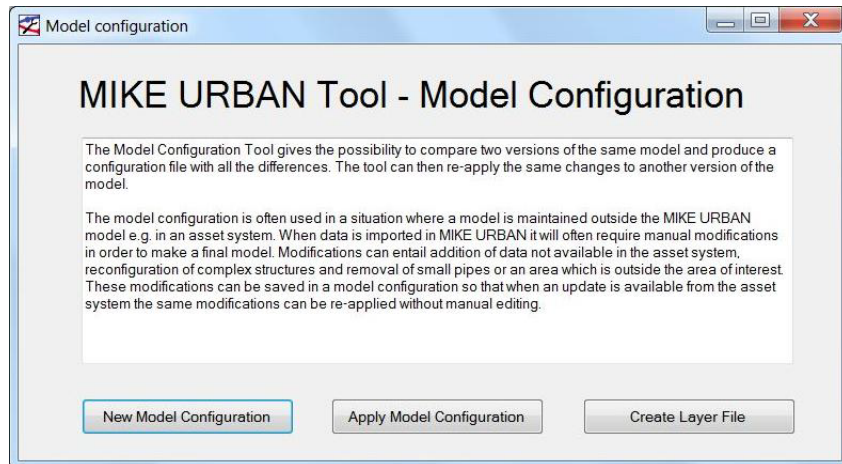 Model configuration
MIKE URBAN Tool - Model Configuration
The Model Configuration Tool gives the possibility to compare two versions of the same model and produce a
configuration file with all the differences. The tool can then re-apply the same changes to another version of the
model.
The model configuration is often used in a situation where a model is maintained outside the MIKE URBAN
model e.g. in an asset system. When data is imported in MIKE URBAN it will often require manual modifications
in order to make a final model. Modifications can entail addition of data not available in the asset system,
reconfiguration of complex structures and removal of small pipes or an area which is outside the area of interest.
These modifications can be saved in a model configuration so that when an update is available from the asset
system the same modifications can be re-applied without manual editing.
New Model Configuration Apply Model Configuration Create Layer File